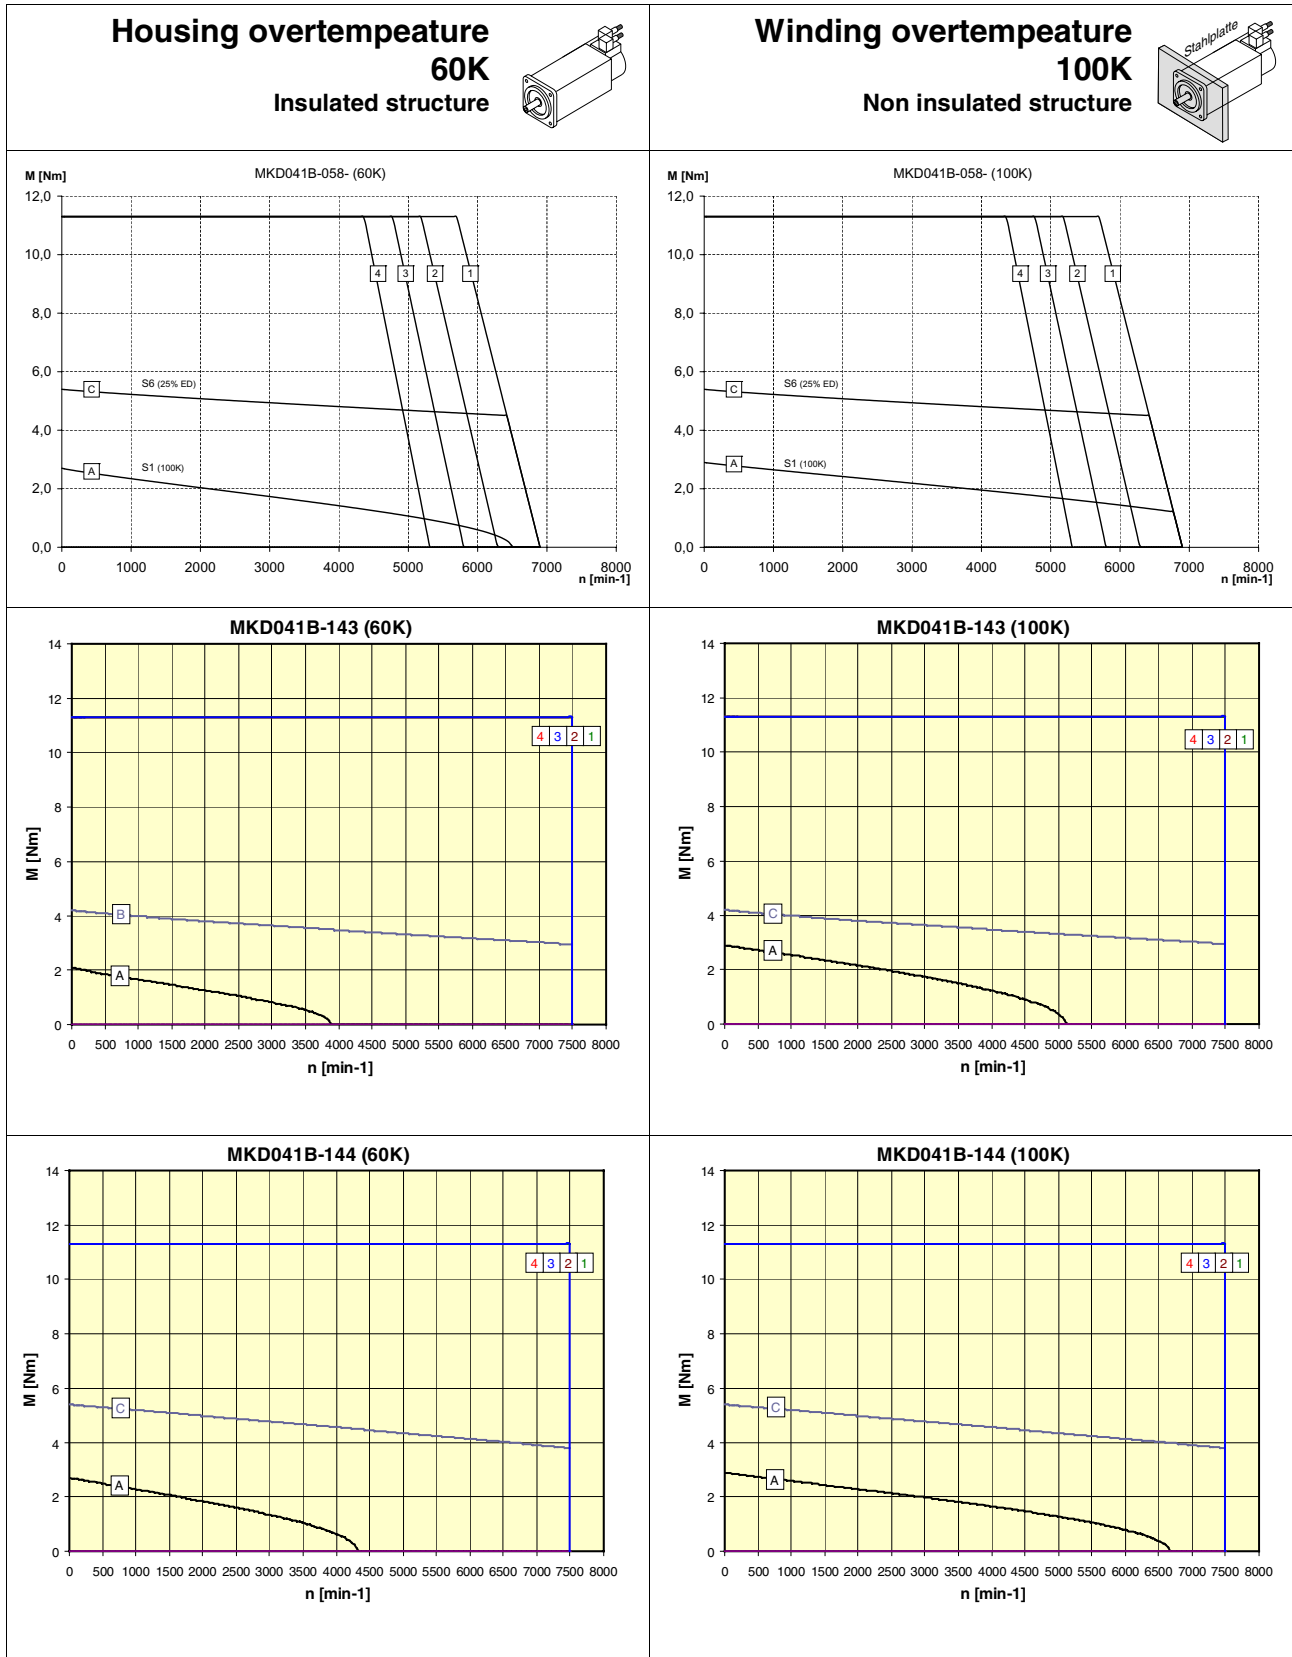 Housing overtempeature
60K
Insulated structure
Winding overtempeature
100K
Non insulated structure
Stahlplatte
M [Nm]
MKD041B-058- (60K)
12,0
10,0
8,0
6,0
4,0
2,0
0,0
4
3
2
1
C
S6 (25% ED)
A
S1 (100K)
0 1000 2000 3000 4000 5000 6000 7000 8000
n [min-1]
M [Nm]
MKD041B-058- (100K)
12,0
10,0
8,0
6,0
4,0
2,0
0,0
4
3
2
1
C
S6 (25% ED)
A
S1 (100K)
0 1000 2000 3000 4000 5000 6000 7000 8000
n [min-1]
MKD041B-143 (60K)
14
12
10
8
6
4
2
0
M [Nm]
4 3 2 1
B
A
0 500 1000 1500 2000 2500 3000 3500 4000 4500 5000 5500 6000 6500 7000 7500 8000
n [min-1]
MKD041B-143 (100K)
14
12
10
8
6
4
2
0
M [Nm]
4 3 2 1
C
A
0 500 1000 1500 2000 2500 3000 3500 4000 4500 5000 5500 6000 6500 7000 7500 8000
n [min-1]
MKD041B-144 (60K)
14
12
10
8
6
4
2
0
M [Nm]
4 3 2 1
C
A
0 500 1000 1500 2000 2500 3000 3500 4000 4500 5000 5500 6000 6500 7000 7500 8000
n [min-1]
MKD041B-144 (100K)
14
12
10
8
6
4
2
0
M [Nm]
4 3 2 1
C
A
0 500 1000 1500 2000 2500 3000 3500 4000 4500 5000 5500 6000 6500 7000 7500 8000
n [min-1]